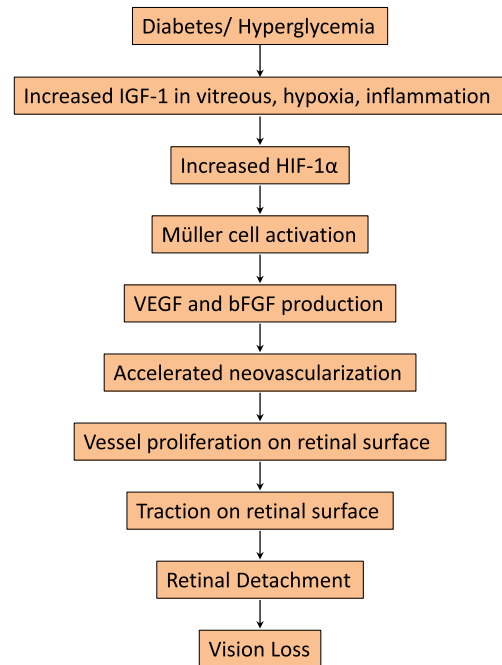 Diabetes/ Hyperglycemia
Increased IGF-1 in vitreous, hypoxia, inflammation
Increased HIF-1α
Müller cell activation
VEGF and bFGF production
Accelerated neovascularization
Vessel proliferation on retinal surface
Traction on retinal surface
Retinal Detachment
Vision Loss